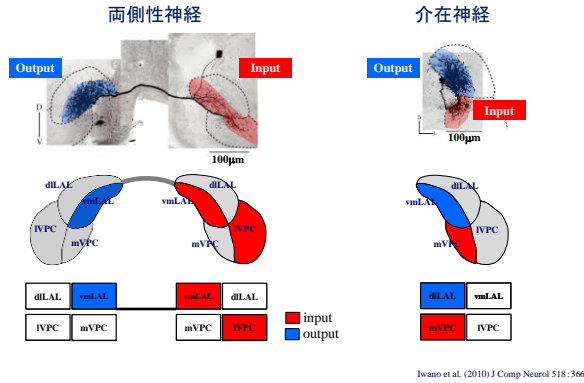 両側性神経
介在神経
Output
Input
D
V
100μm
Output
Input
100μm
dlLAL
vmLAL
lVPC
mVPC
vmLAL
dlLAL
mVPC
lVPC
dlLAL
vmLAL
mVPC
lVPC
dlLAL vmLAL vmLAL dlLAL
lVPC mVPC mVPC lVPC
input
output
dlLAL vmLAL
mVPC lVPC
Iwano et al. (2010) J Comp Neurol 518:366